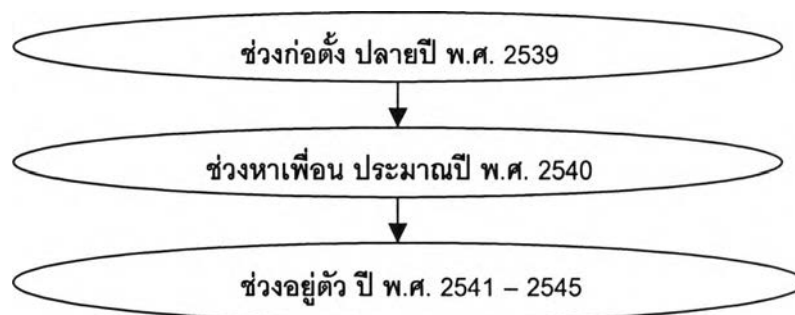 ช่วงก่อตั้ง ปลายปี พ.ศ. 2539
ช่วงหาเพื่อน ประมาณปี พ.ศ. 2540
ช่วงอยู่ตัว ปี พ.ศ. 2541 – 2545